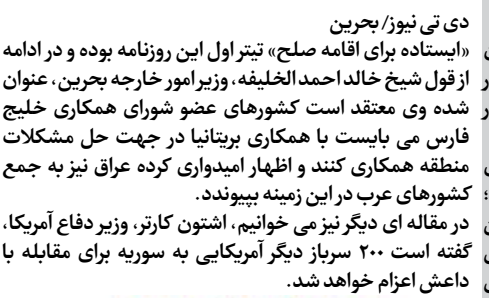 دی تی نیوز/ بحرین
«ایستاده برای اقامه صلح» تیتر اول این روزنامه بوده و در ادامه
از قول شیخ خالد احمد الخلیفه، وزیر امور خارجه بحرین، عنوان
شده وی معتقد است کشورهای عضو شورای همکاری خلیج
فارس می بایست با همکاری بریتانیا در جهت حل مشکلات
منطقه همکاری کنند و اظهار امیدواری کرده عراق نیز به جمع
کشورهای عرب در این زمینه بپیوندد.
در مقاله ای دیگر نیز می خوانیم، اشتون کارتر، وزیر دفاع آمریکا،
گفته است ۲۰۰ سرباز دیگر آمریکایی به سوریه برای مقابله با
داعش اعزام خواهد شد.